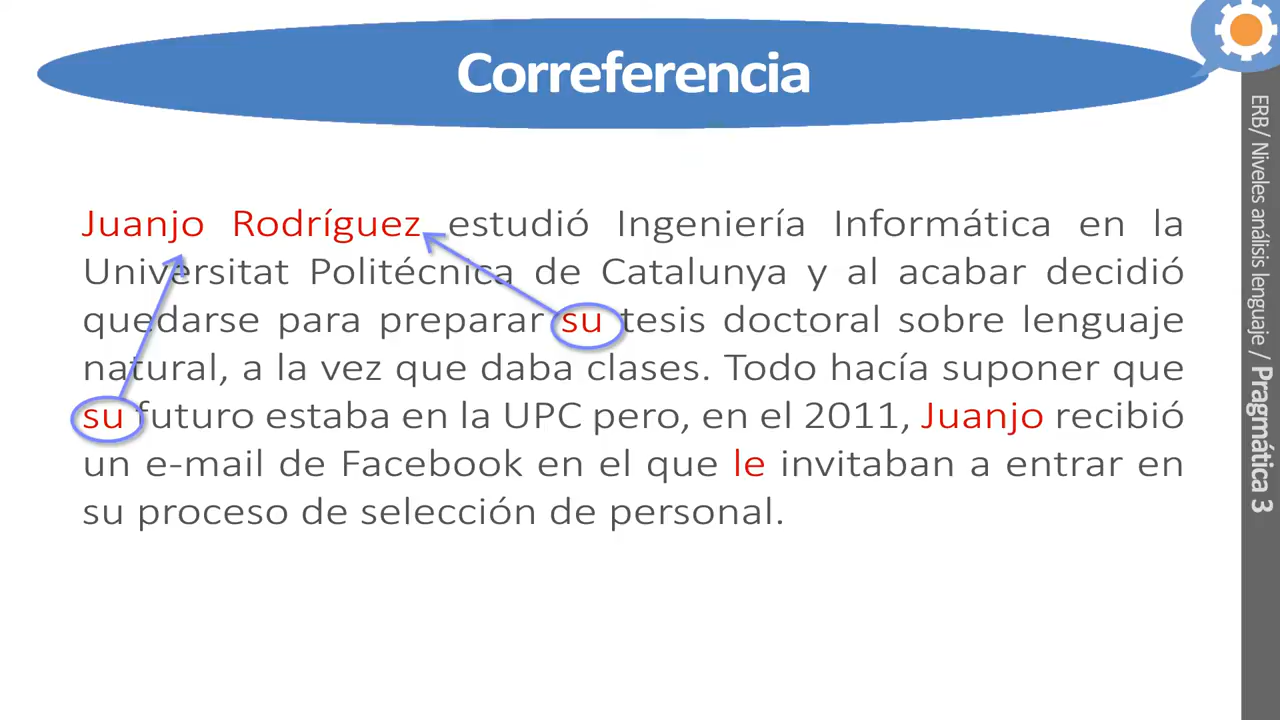 Correferencia
Juanjo Rodríguez estudió Ingeniería Informática en la
Universitat Politécnica de Catalunya y al acabar decidió
quedarse para preparar su tesis doctoral sobre lenguaje
natural, a la vez que daba clases. Todo hacía suponer que
su futuro estaba en la UPC pero, en el 2011, Juanjo recibió
un e-mail de Facebook en el que le invitaban a entrar en
su proceso de selección de personal.
ERB/ Niveles análisis lenguaje / Pragmática 3